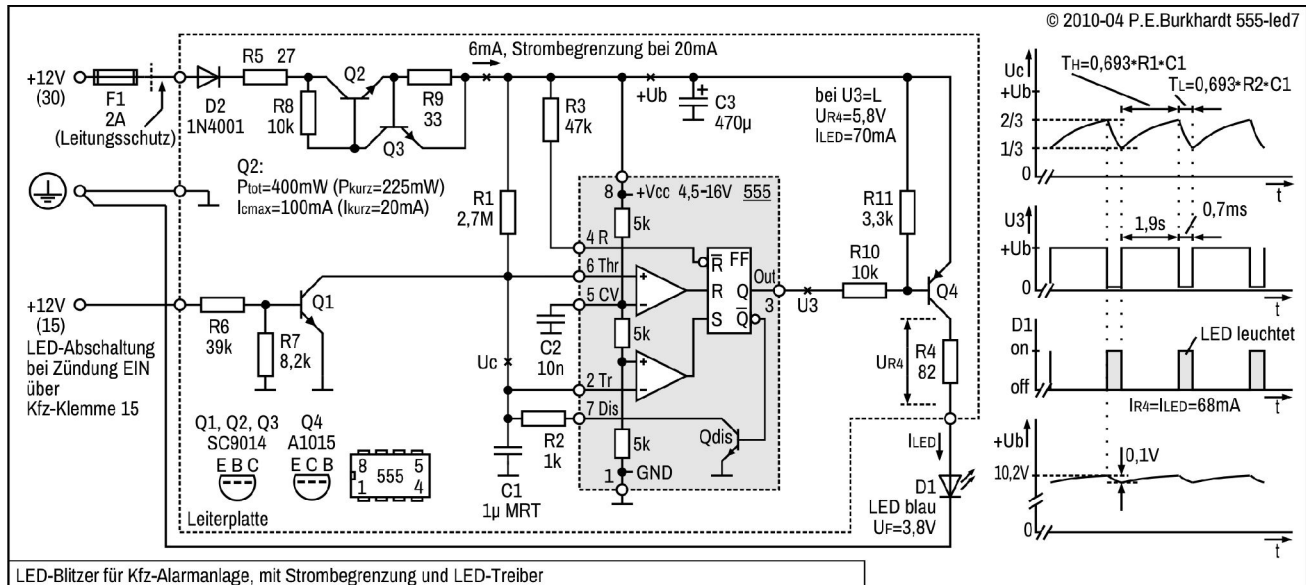 © 2010-04 P.E.Burkhardt 555-led7
+12V
(30)
F1
2A
(Leitungsschutz)
D2
1N4001
R5 27
R8
10k
Q2
Q3
R9
33
6mA, Strombegrenzung bei 20mA
+Ub
C3
470µ
R3
47k
Q2:
Ptot=400mW (Pkurz=225mW)
Icmax=100mA (Ikurz=20mA)
R1
2,7M
bei U3=L
UR4=5,8V
ILED=70mA
8 +Vcc 4,5-16V 555
5k
4 R
6 Thr
5 CV
R FF
R Q
S Q
Out
3
U3
5k
2 Tr
7 Dis
5k
Qdis
1 GND
R11
3,3k
R10
10k
Q4
UR4
R4
82
ILED
D1
LED blau
UF=3,8V
+12V
(15)
LED-Abschaltung
bei Zündung EIN
über
Kfz-Klemme 15
R6
39k
R7
8,2k
Q1
C2
10n
Uc
R2
1k
C1
1µ MRT
Q1, Q2, Q3
SC9014
E B C
Q4
A1015
E C B
8 5
555
1 4
Leiterplatte
TH=0,693*R1*C1
TL=0,693*R2*C1
Uc
+Ub
2/3
1/3
0
t
U3
+Ub
1,9s
0,7ms
0
t
D1
on
LED leuchtet
off
t
IR4=ILED=68mA
+Ub
10,2V
0,1V
0
t
LED-Blitzer für Kfz-Alarmanlage, mit Strombegrenzung und LED-Treiber